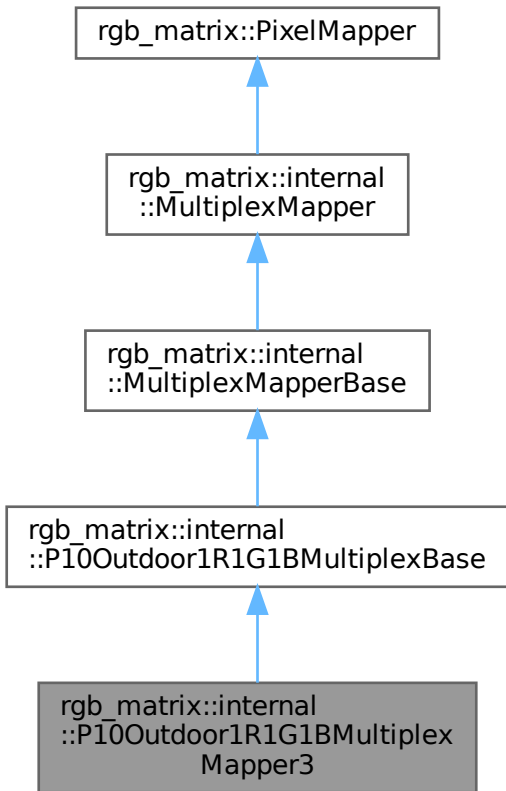 rgb_matrix::PixelMapper
rgb_matrix::internal
::MultiplexMapper
rgb_matrix::internal
::MultiplexMapperBase
rgb_matrix::internal
::P10Outdoor1R1G1BMultiplexBase
rgb_matrix::internal
::P10Outdoor1R1G1BMultiplex
Mapper3